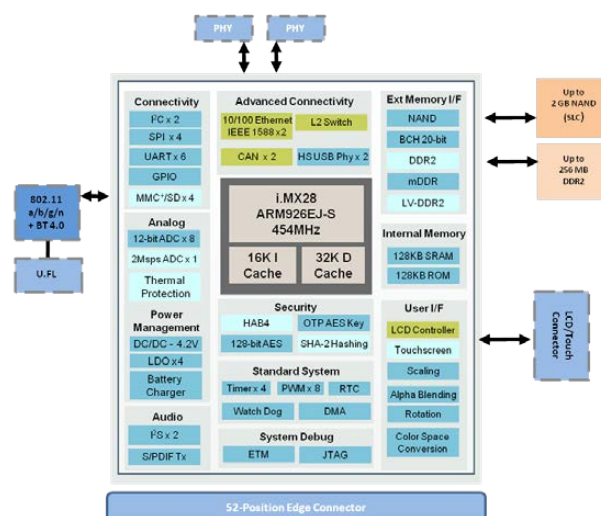 PHY
PHY
Connectivity
I²C x 2
SPI x 4
UART x 6
GPIO
MMC⁺/SD x 4
Analog
12-bit ADC x 8
2Msps ADC x 1
Thermal
Protection
Power
Management
DC/DC - 4.2V
LDO x4
Battery
Charger
Audio
I²S x 2
S/PDIF Tx
Advanced Connectivity
10/100 Ethernet
IEEE 1588 x2
L2 Switch
CAN x 2
HS USB Phy x 2
i.MX28
ARM926EJ-S
454MHz
16K I
Cache
32K D
Cache
Security
HAB4
OTP AES Key
128-bit AES
SHA-2 Hashing
Standard System
Timer x 4
PWM x 8
RTC
Watch Dog
DMA
System Debug
ETM
JTAG
Ext Memory I/F
NAND
BCH 20-bit
DDR2
mDDR
LV-DDR2
Internal Memory
128KB SRAM
128KB ROM
User I/F
LCD Controller
Touchscreen
Scaling
Alpha Blending
Rotation
Color Space
Conversion
802.11
a/b/g/n
+ BT 4.0
U.FL
Up to
2 GB NAND
(SLC)
Up to
256 MB
DDR2
LCD/Touch
Connector
52-Position Edge Connector